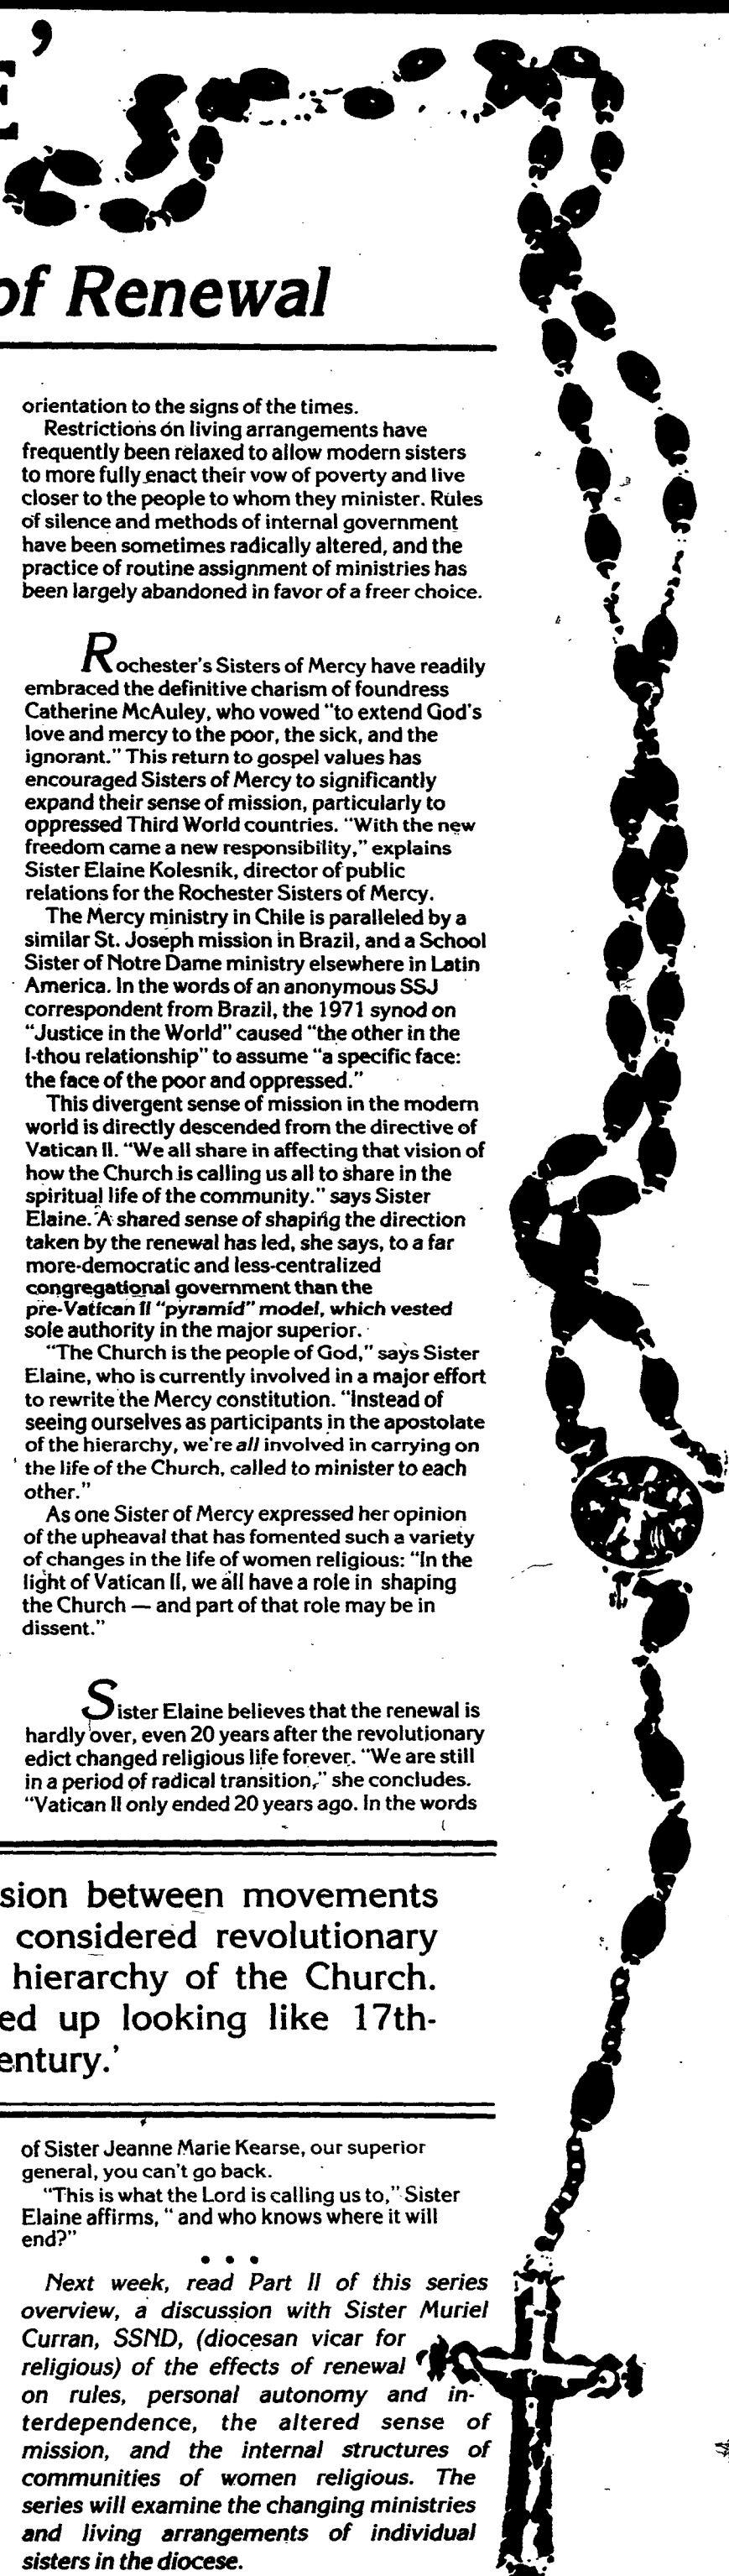 E'
of Renewal
orientation to the signs of the times.
Restrictions on living arrangements have
frequently been relaxed to allow modern sisters
to more fully enact their vow of poverty and live
closer to the people to whom they minister. Rules
of silence and methods of internal government
have been sometimes radically altered, and the
practice of routine assignment of ministries has
been largely abandoned in favor of a freer choice.
Rochester's Sisters of Mercy have readily
embraced the definitive charism of foundress
Catherine McAuley, who vowed "to extend God's
love and mercy to the poor, the sick, and the
ignorant." This return to gospel values has
encouraged Sisters of Mercy to significantly
expand their sense of mission, particularly to
oppressed Third World countries. "With the new
freedom came a new responsibility," explains
Sister Elaine Kolesnik, director of public
relations for the Rochester Sisters of Mercy.
The Mercy ministry in Chile is paralleled by a
similar St. Joseph mission in Brazil, and a School
Sister of Notre Dame ministry elsewhere in Latin
America. In the words of an anonymous SSJ
correspondent from Brazil, the 1971 synod on
"Justice in the World" caused "the other in the
I-thou relationship" to assume "a specific face:
the face of the poor and oppressed."
This divergent sense of mission in the modern
world is directly descended from the directive of
Vatican II. "We all share in affecting that vision of
how the Church is calling us all to share in the
spiritual life of the community." says Sister
Elaine. A shared sense of shaping the direction
taken by the renewal has led, she says, to a far
more-democratic and less-centralized
congregational government than the
pre-Vatican II "pyramid" model, which vested
sole authority in the major superior.
"The Church is the people of God," says Sister
Elaine, who is currently involved in a major effort
to rewrite the Mercy constitution. "Instead of
seeing ourselves as participants in the apostolate
of the hierarchy, we're all involved in carrying on
the life of the Church, called to minister to each
other."
As one Sister of Mercy expressed her opinion
of the upheaval that has fomented such a variety
of changes in the life of women religious: "In the
light of Vatican II, we all have a role in shaping
the Church — and part of that role may be in
dissent."
Sister Elaine believes that the renewal is
hardly over, even 20 years after the revolutionary
edict changed religious life forever. "We are still
in a period of radical transition," she concludes.
"Vatican II only ended 20 years ago. In the words
sion between movements
considered revolutionary
hierarchy of the Church.
ed up looking like 17th-
entury.'
of Sister Jeanne Marie Kearse, our superior
general, you can't go back.
"This is what the Lord is calling us to," Sister
Elaine affirms, " and who knows where it will
end?"
• • •
Next week, read Part II of this series
overview, a discussion with Sister Muriel
Curran, SSND, (diocesan vicar for
religious) of the effects of renewal
on rules, personal autonomy and in-
terdependence, the altered sense of
mission, and the internal structures of
communities of women religious. The
series will examine the changing ministries
and living arrangements of individual
sisters in the diocese.